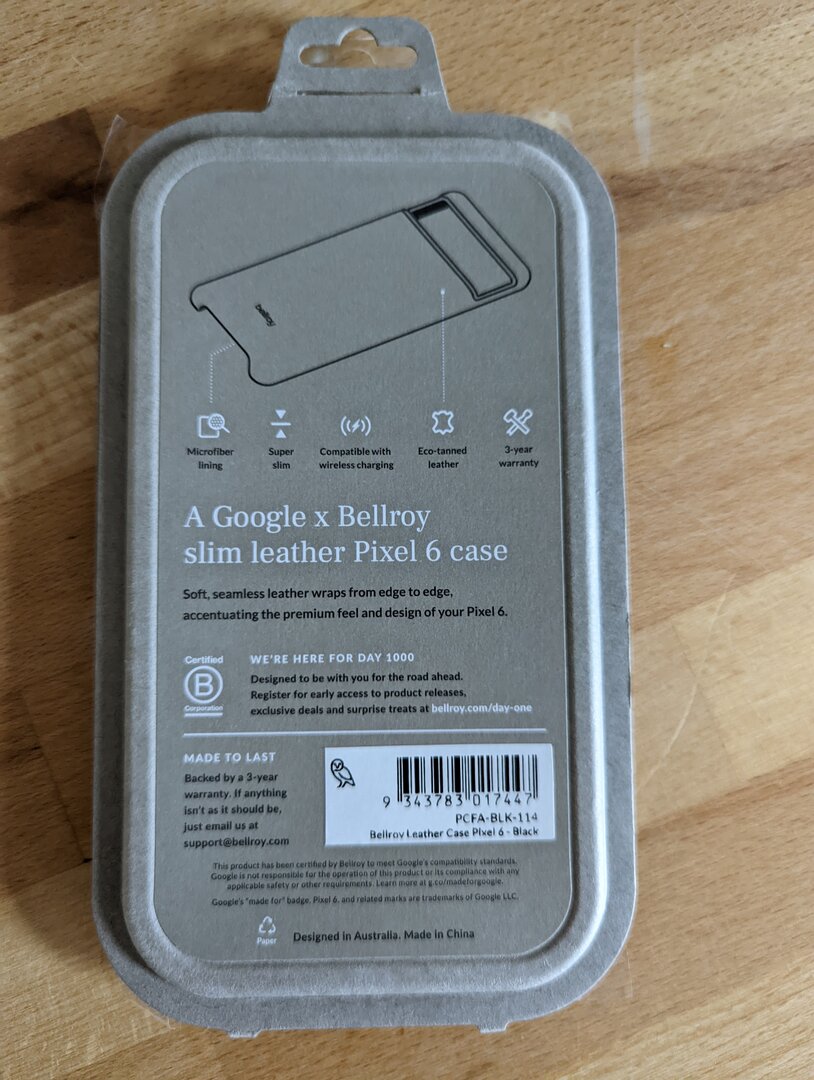 bellroy
Microfiber
lining
Super
slim
Compatible with
wireless charging
Eco-tanned
leather
3-year
warranty
A Google x Bellroy
slim leather Pixel 6 case
Soft, seamless leather wraps from edge to edge,
accentuating the premium feel and design of your Pixel 6.
Certified
B
Corporation
WE'RE HERE FOR DAY 1000
Designed to be with you for the road ahead.
Register for early access to product releases,
exclusive deals and surprise treats at bellroy.com/day-one
MADE TO LAST
Backed by a 3-year
warranty. If anything
isn't as it should be,
just email us at
support@bellroy.com
9 343783 017447
PCFA-BLK-114
Bellroy Leather Case Pixel 6 - Black
This product has been certified by Bellroy to meet Google's compatibility standards.
Google is not responsible for the operation of this product or its compliance with any
applicable safety or other requirements. Learn more at g.co/madeforgoogle.
Google's "made for" badge, Pixel 6, and related marks are trademarks of Google LLC.
Paper
Designed in Australia. Made in China